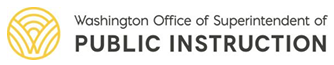 Washington Office of Superintendent of
PUBLIC INSTRUCTION